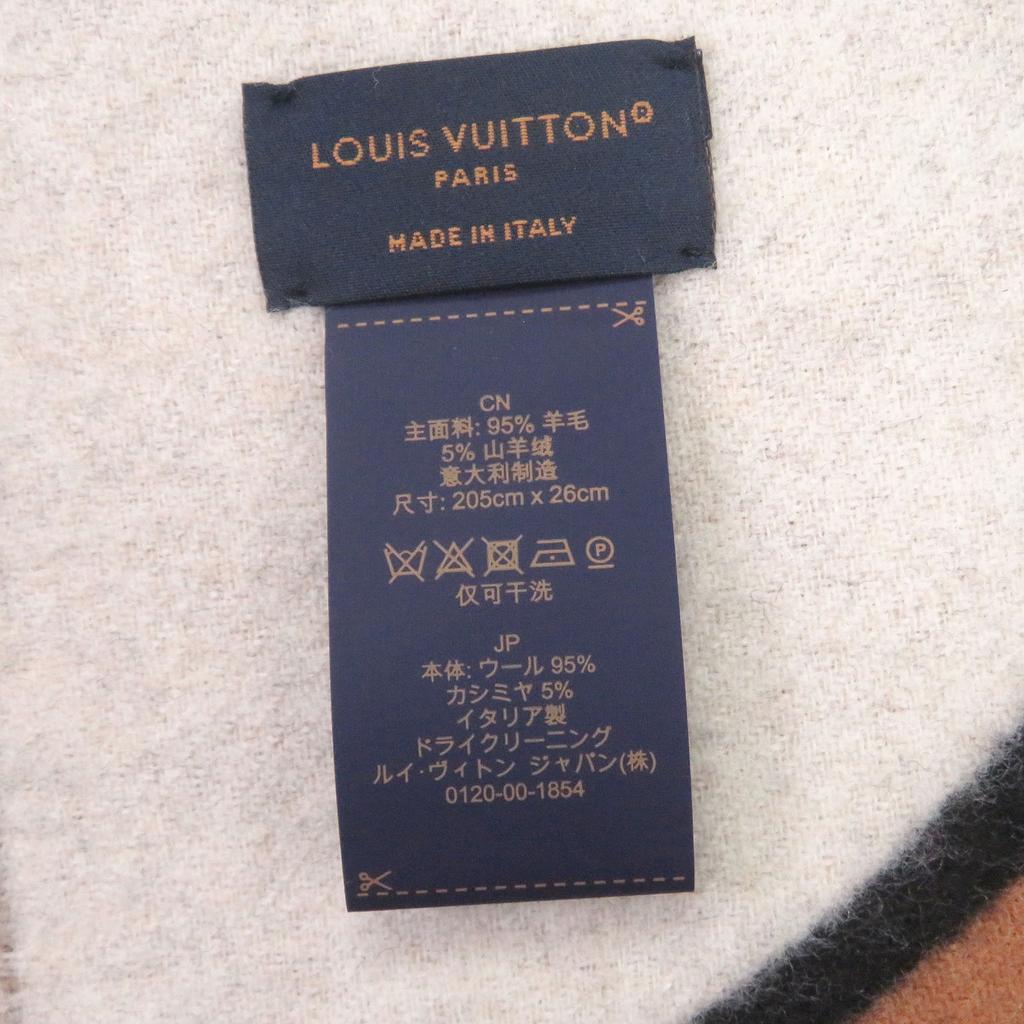 LOUIS VUITTON®
PARIS
MADE IN ITALY
CN
主面料: 95% 羊毛
5% 山羊绒
意大利制造
尺寸: 205cm x 26cm
P
仅可干洗
JP
本体: ウール 95%
カシミヤ 5%
イタリア製
ドライクリーニング
ルイ·ヴィトン ジャパン(株)
0120-00-1854